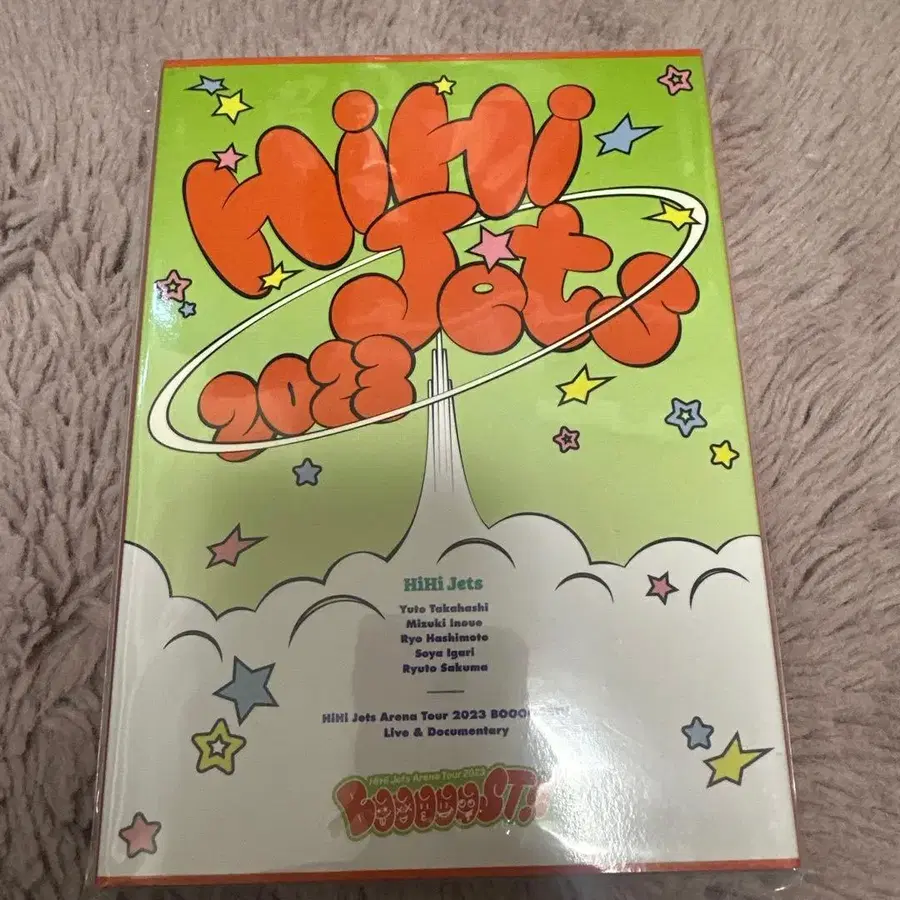 HiHi
Jets
2023
HiHi Jets
Yuto Takahashi
Mizuki Inoue
Ryo Hashimoto
Soya Igari
Ryuto Sakuma
HiHi Jets Arena Tour 2023
Live & Documentary
HiHi Jets Arena Tour 2023